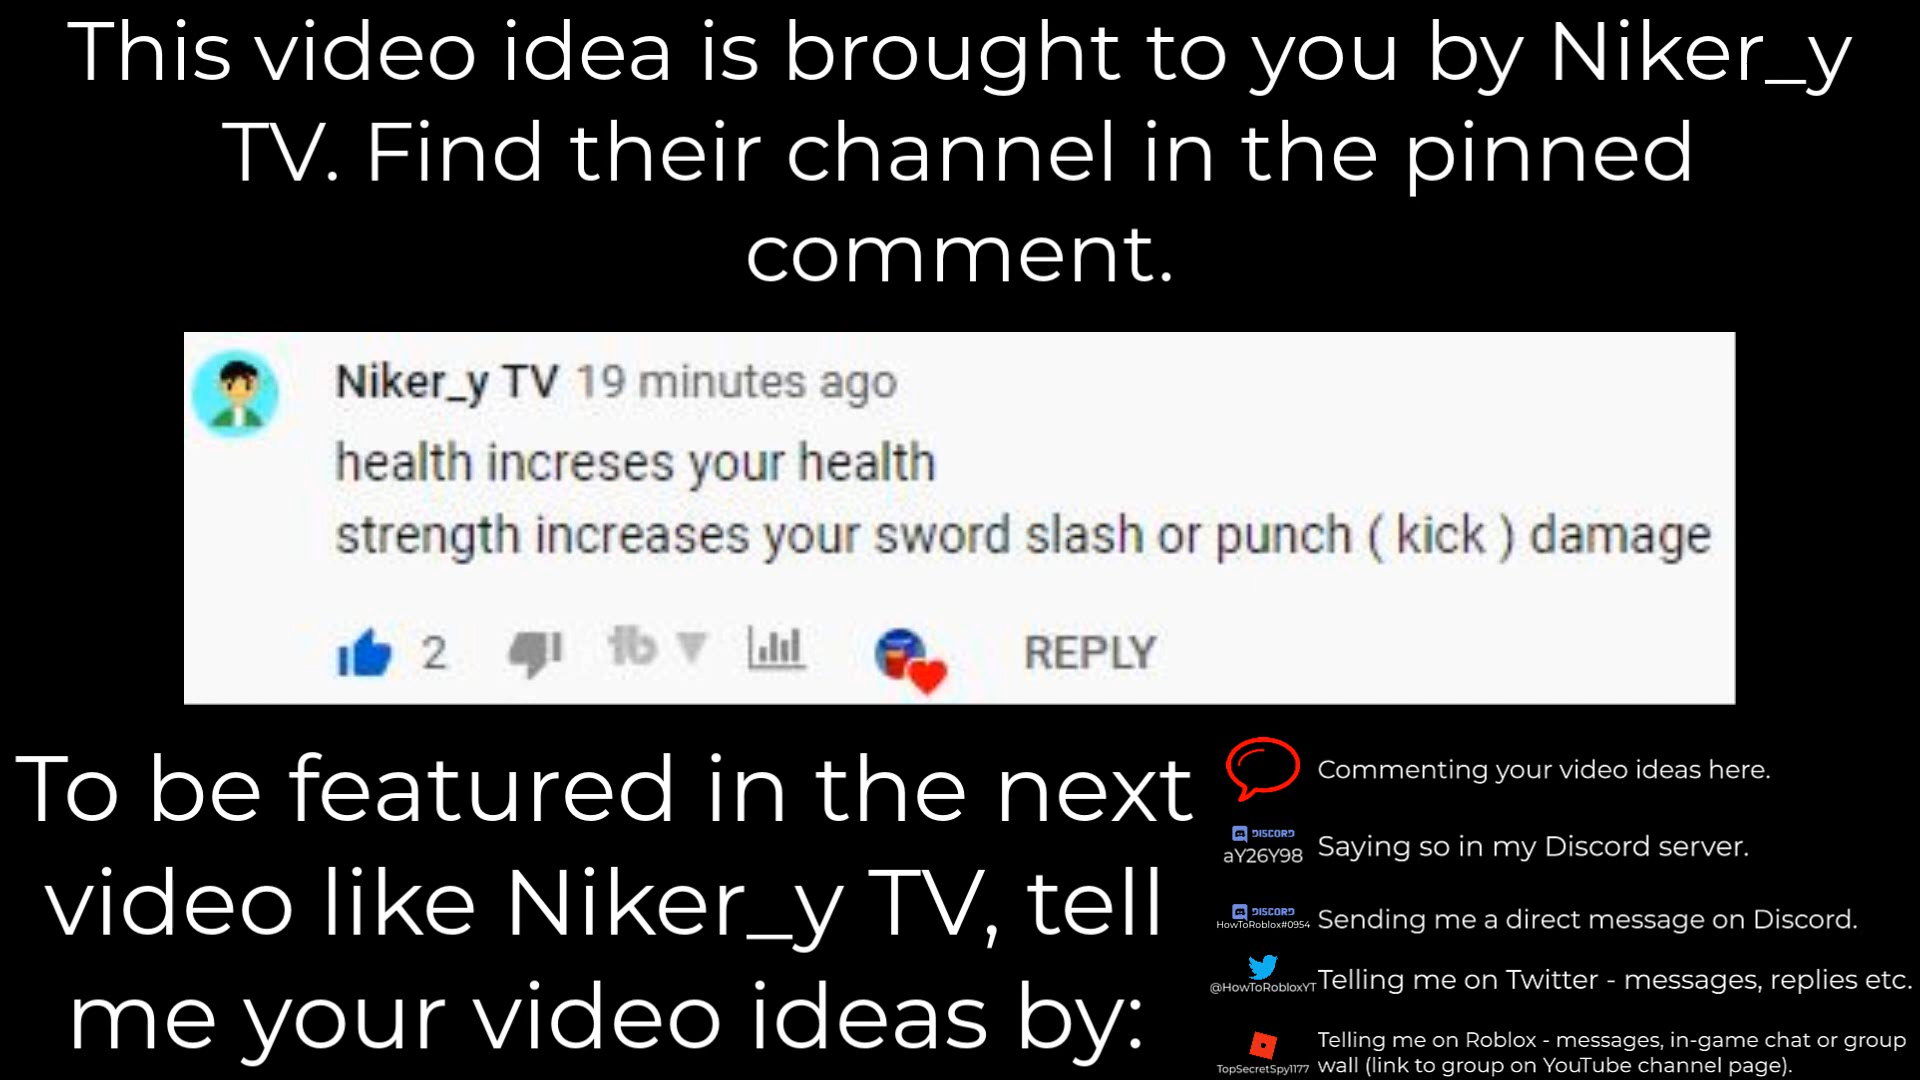 This video idea is brought to you by Niker_y
TV. Find their channel in the pinned
comment.
Niker_y TV 19 minutes ago
health increses your health
strength increases your sword slash or punch ( kick ) damage
2
tb
REPLY
To be featured in the next
video like Niker_y TV, tell
me your video ideas by:
Commenting your video ideas here.
DISCORD
aY26Y98
Saying so in my Discord server.
DISCORD
HowToRoblox#0954
Sending me a direct message on Discord.
@HowToRobloxYT
Telling me on Twitter - messages, replies etc.
TopSecretSpy1177
Telling me on Roblox - messages, in-game chat or group
wall (link to group on YouTube channel page).